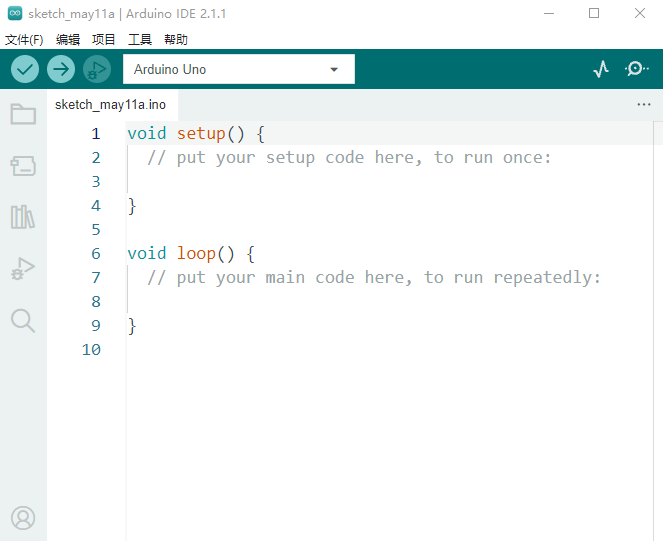 sketch_may11a | Arduino IDE 2.1.1
文件(F) 编辑 项目 工具 帮助
Arduino Uno
sketch_may11a.ino
1 void setup() {
2 // put your setup code here, to run once:
3
4 }
5
6 void loop() {
7 // put your main code here, to run repeatedly:
8
9 }
10